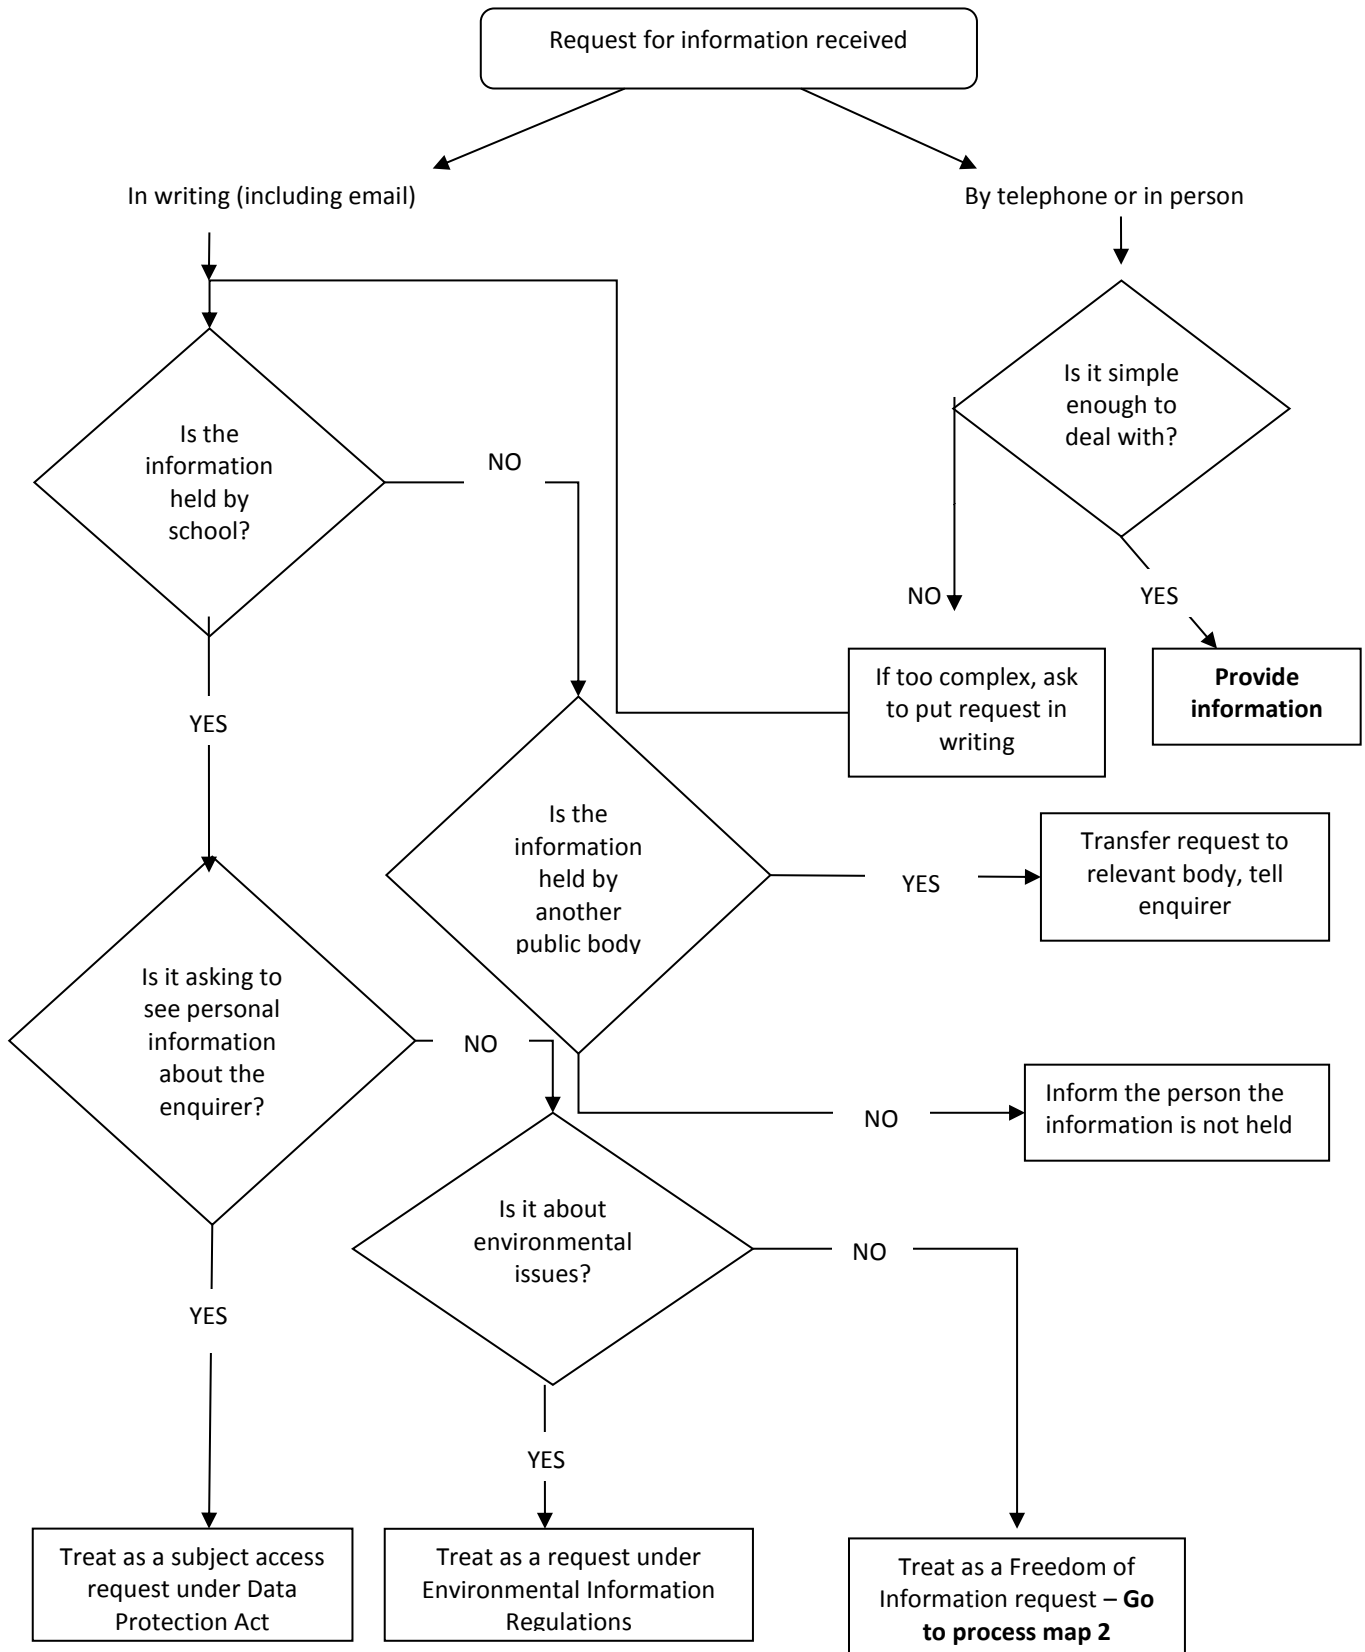 Request for information received
In writing (including email)
By telephone or in person
Is it simple
enough to
deal with?
Is the
information
held by
school?
NO
NO
YES
If too complex, ask
to put request in
writing
Provide
information
YES
Is the
information
held by
another
public body
YES
Transfer request to
relevant body, tell
enquirer
Is it asking to
see personal
information
about the
enquirer?
NO
NO
Inform the person the
information is not held
Is it about
environmental
issues?
NO
YES
YES
Treat as a subject access
request under Data
Protection Act
Treat as a request under
Environmental Information
Regulations
Treat as a Freedom of
Information request – Go
to process map 2